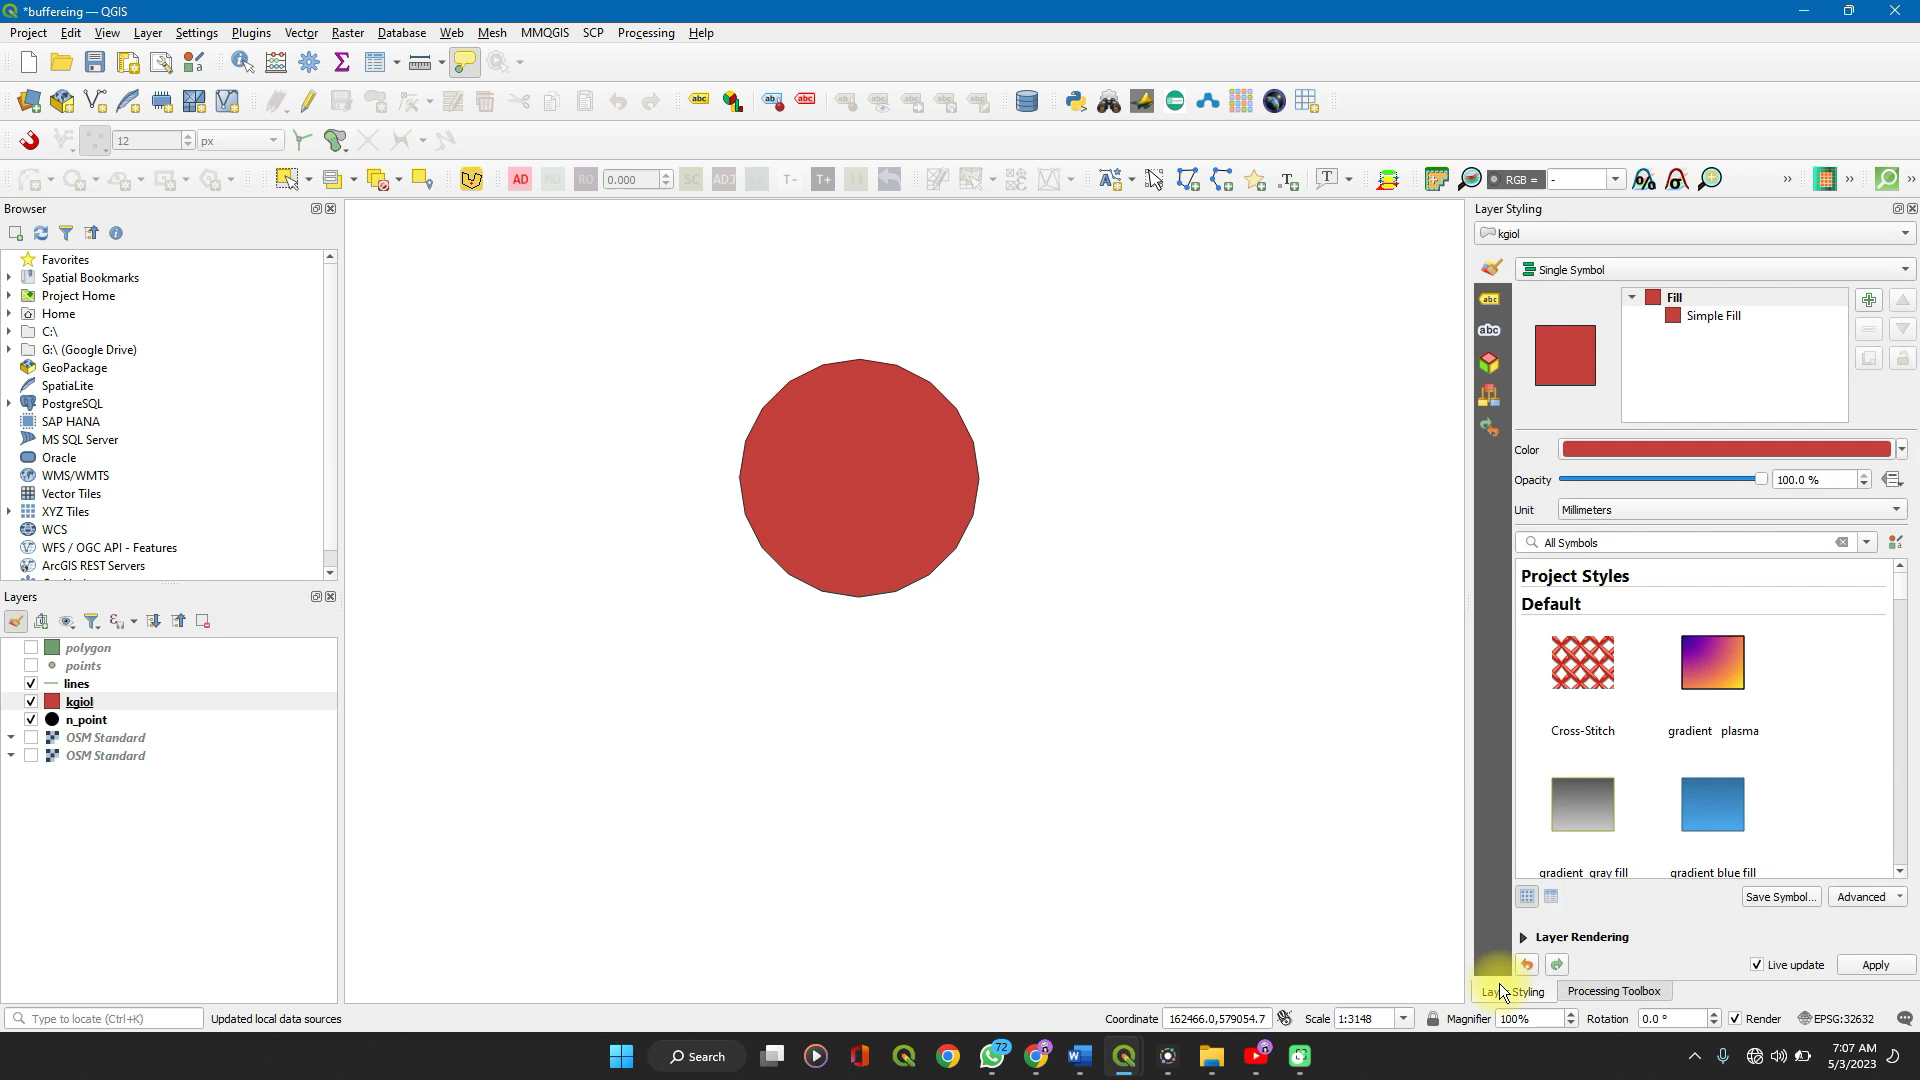 *buffereing — QGIS
Project Edit View Layer Settings Plugins Vector Raster Database Web Mesh MMQGIS SCP Processing Help
12 px
AD MO RO 0.000 SC ADJ T- T+ RGB = -
Browser
Favorites
Spatial Bookmarks
Project Home
Home
C:\
G:\ (Google Drive)
GeoPackage
SpatiaLite
PostgreSQL
SAP HANA
MS SQL Server
Oracle
WMS/WMTS
Vector Tiles
XYZ Tiles
WCS
WFS / OGC API - Features
ArcGIS REST Servers
Layers
polygon
points
lines
kgiol
n_point
OSM Standard
OSM Standard
Layer Styling
kgiol
Single Symbol
Fill
Simple Fill
Color
Opacity 100.0 %
Unit Millimeters
All Symbols
Project Styles
Default
Cross-Stitch gradient plasma
gradient gray fill gradient blue fill
Save Symbol... Advanced
Layer Rendering
Live update Apply
Layer Styling Processing Toolbox
Type to locate (Ctrl+K) Updated local data sources Coordinate 162466.0,579054.7 Scale 1:3148 Magnifier 100% Rotation 0.0 ° Render EPSG:32632
Search 72 7:07 AM
5/3/2023